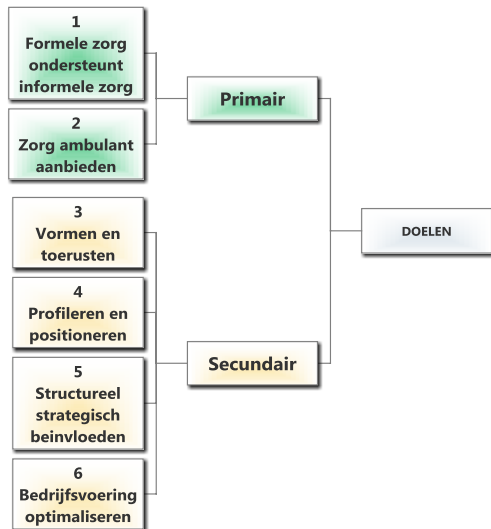 1
Formele zorg
ondersteunt
informele zorg
Primair
2
Zorg ambulant
aanbieden
3
Vormen en
toerusten
DOELEN
4
Profileren en
positioneren
Secundair
5
Structureel
strategisch
beinvloeden
6
Bedrijfsvoering
optimaliseren